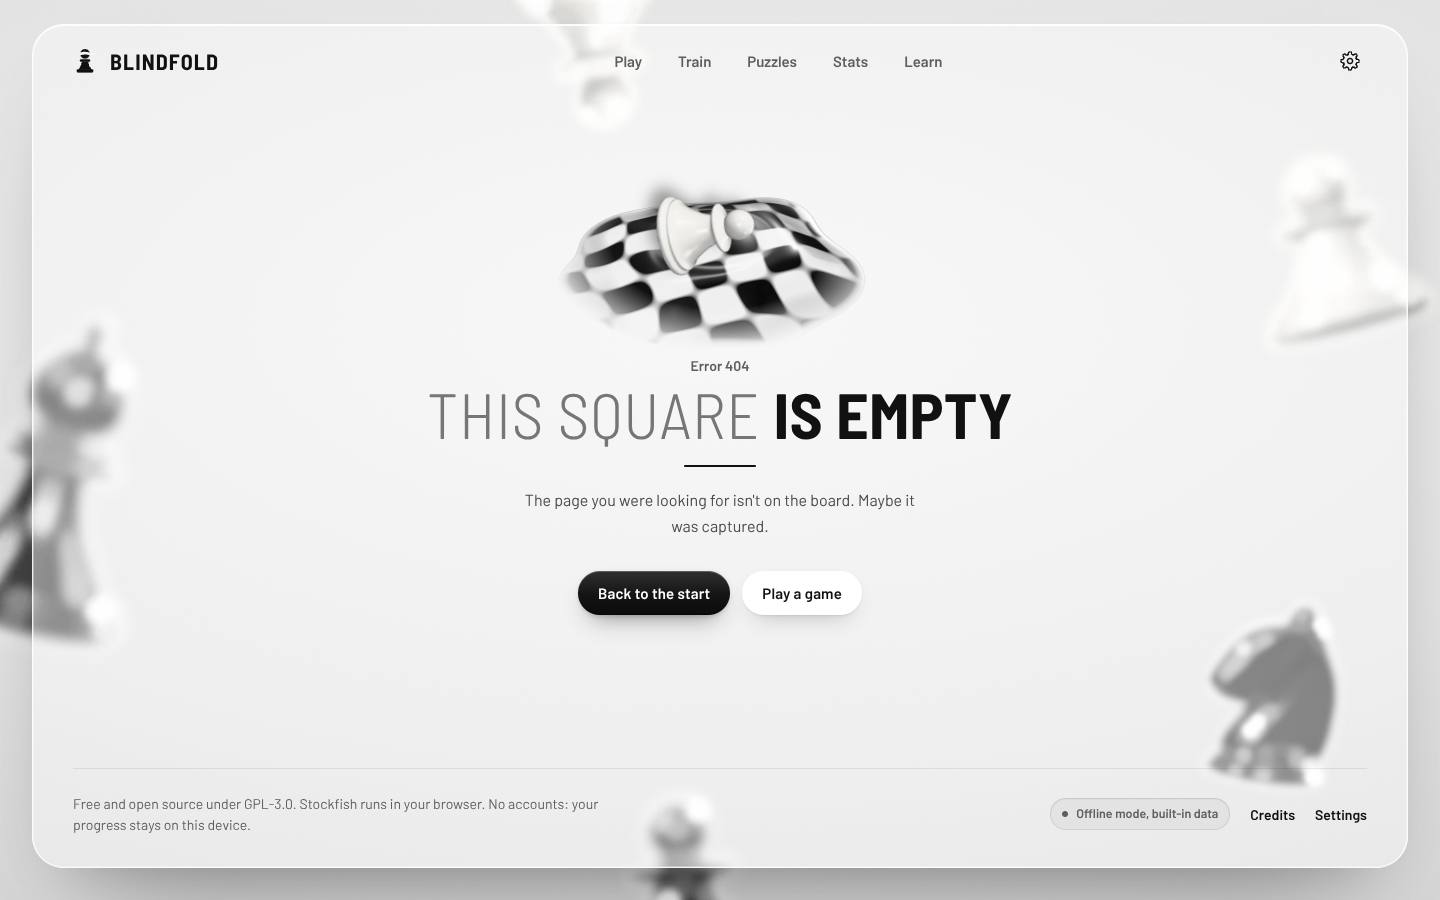 BLINDFOLD
Play Train Puzzles Stats Learn
Error 404
THIS SQUARE IS EMPTY
The page you were looking for isn't on the board. Maybe it
was captured.
Back to the start Play a game
Free and open source under GPL-3.0. Stockfish runs in your browser. No accounts: your
progress stays on this device.
Offline mode, built-in data Credits Settings